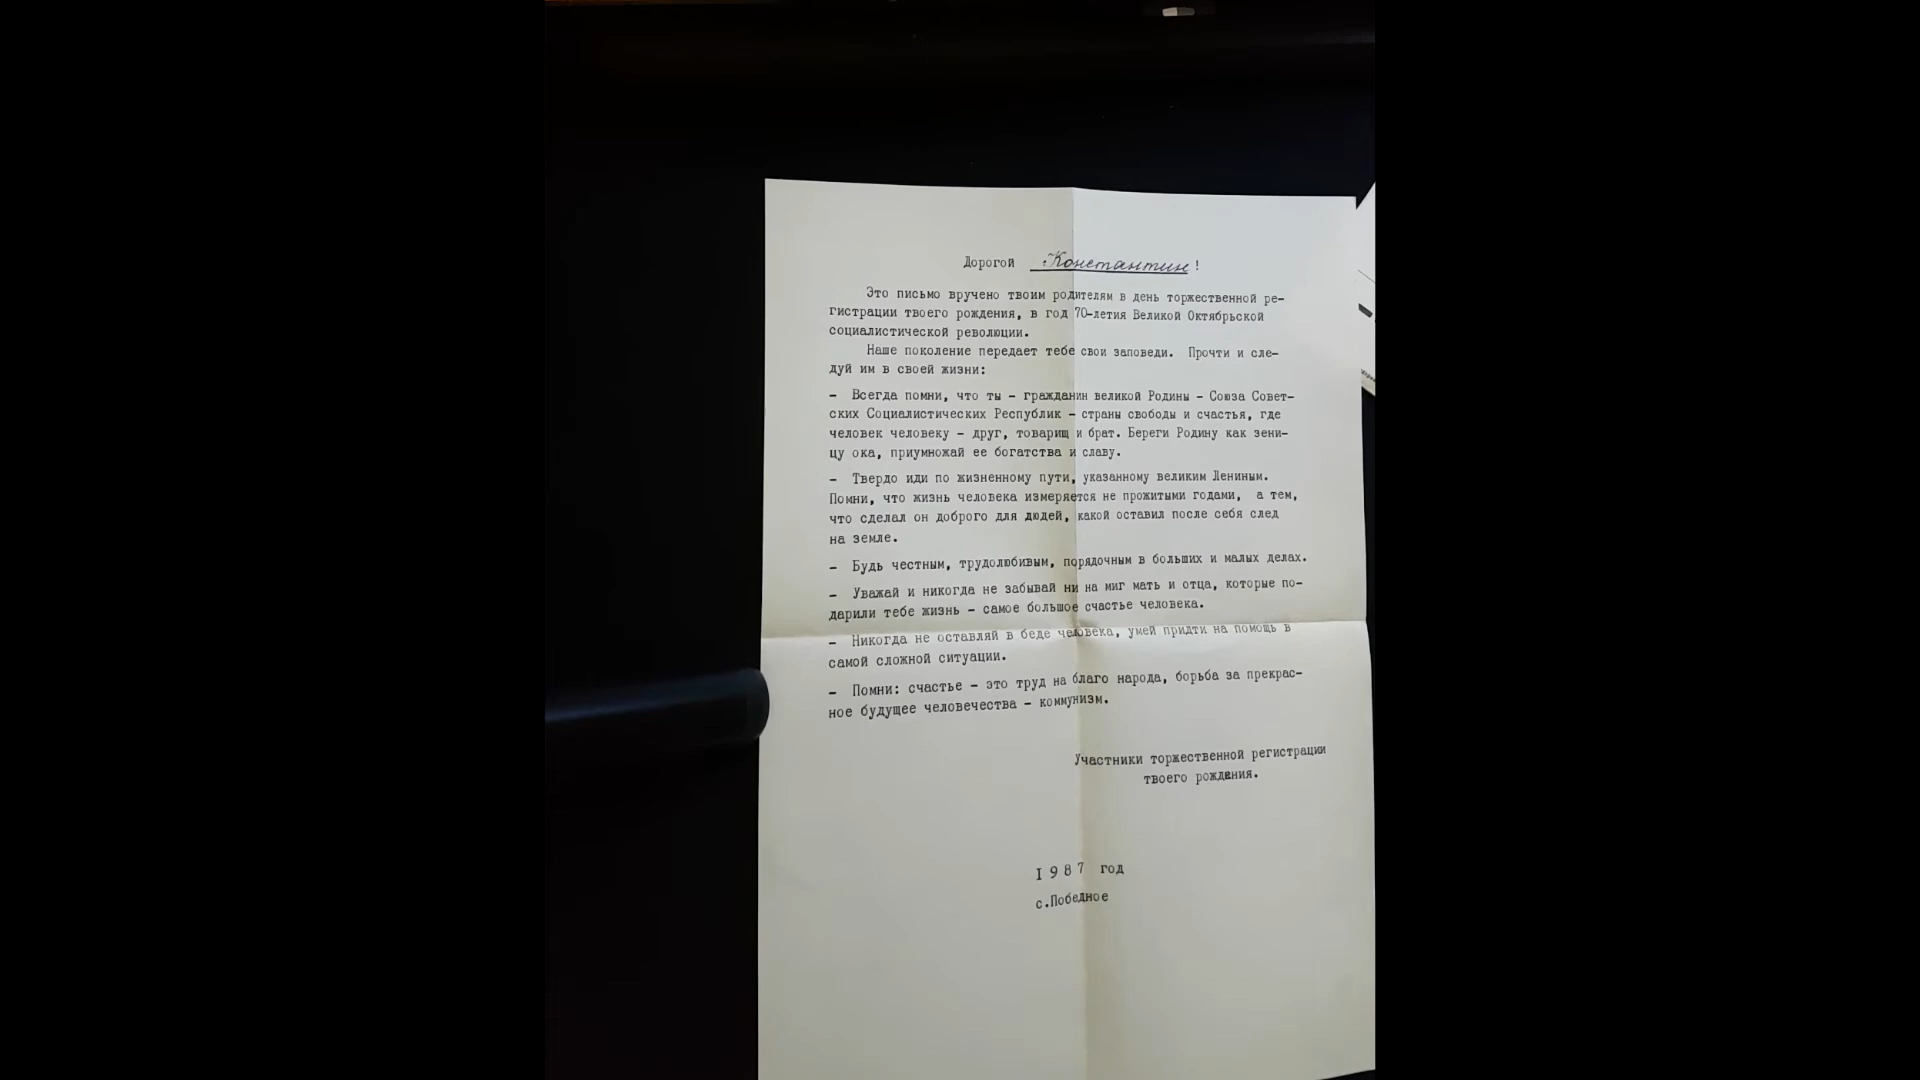 Дорогой Константин!
Это письмо вручено твоим родителям в день торжественной ре-
гистрации твоего рождения, в год 70-летия Великой Октябрьской
социалистической революции.
Наше поколение передает тебе свои заповеди. Прочти и сле-
дуй им в своей жизни:
- Всегда помни, что ты - гражданин великой Родины - Союза Совет-
ских Социалистических Республик - страны свободы и счастья, где
человек человеку - друг, товарищ и брат. Береги Родину как зени-
цу ока, приумножай ее богатства и славу.
- Твердо иди по жизненному пути, указанному великим Лениным.
Помни, что жизнь человека измеряется не прожитыми годами, а тем,
что сделал он доброго для людей, какой оставил после себя след
на земле.
- Будь честным, трудолюбивым, порядочным в больших и малых делах.
- Уважай и никогда не забывай ни на миг мать и отца, которые по-
дарили тебе жизнь - самое большое счастье человека.
- Никогда не оставляй в беде человека, умей придти на помощь в
самой сложной ситуации.
- Помни: счастье - это труд на благо народа, борьба за прекрас-
ное будущее человечества - коммунизм.
Участники торжественной регистрации
твоего рождения.
I987 год
с.Победное